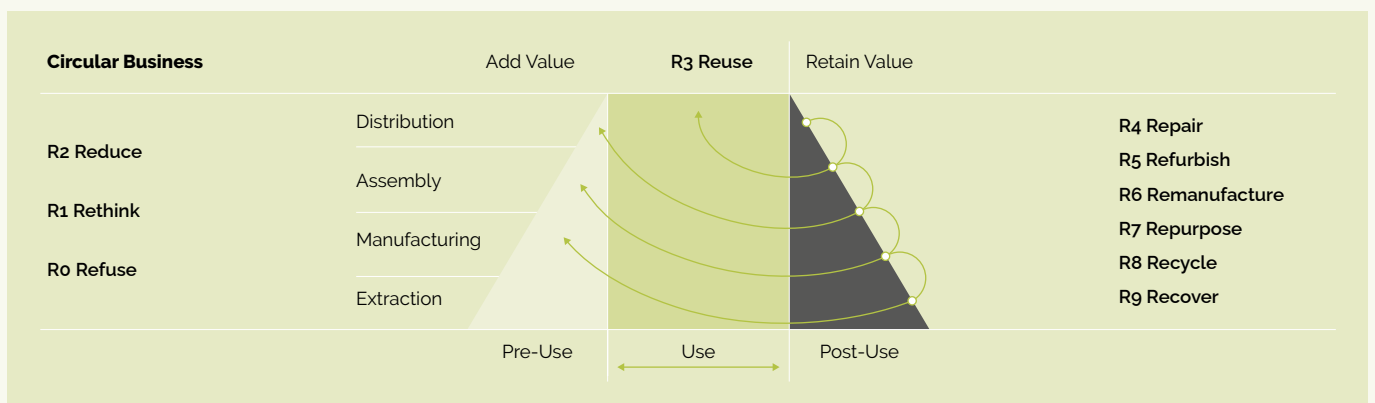 Circular Business
Add Value
R3 Reuse
Retain Value
R2 Reduce
R1 Rethink
R0 Refuse
Distribution
Assembly
Manufacturing
Extraction
R4 Repair
R5 Refurbish
R6 Remanufacture
R7 Repurpose
R8 Recycle
R9 Recover
Pre-Use
Use
Post-Use